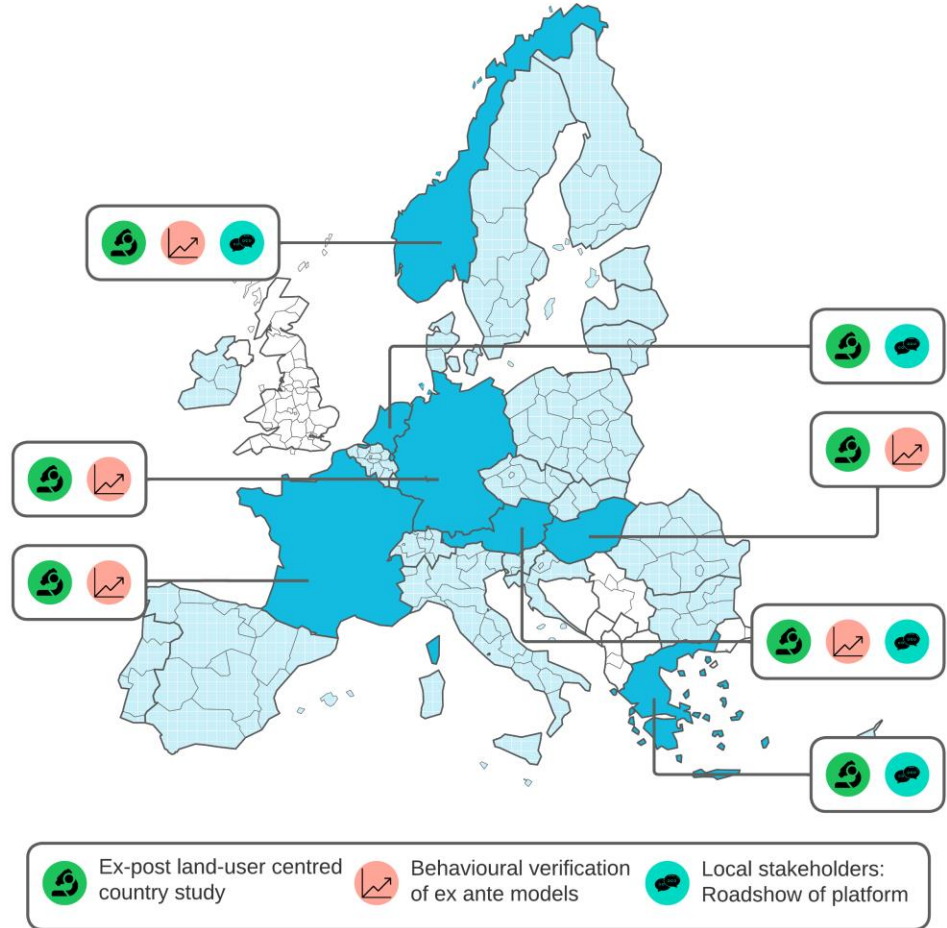 Ex-post land-user centred
country study
Behavioural verification
of ex ante models
Local stakeholders:
Roadshow of platform